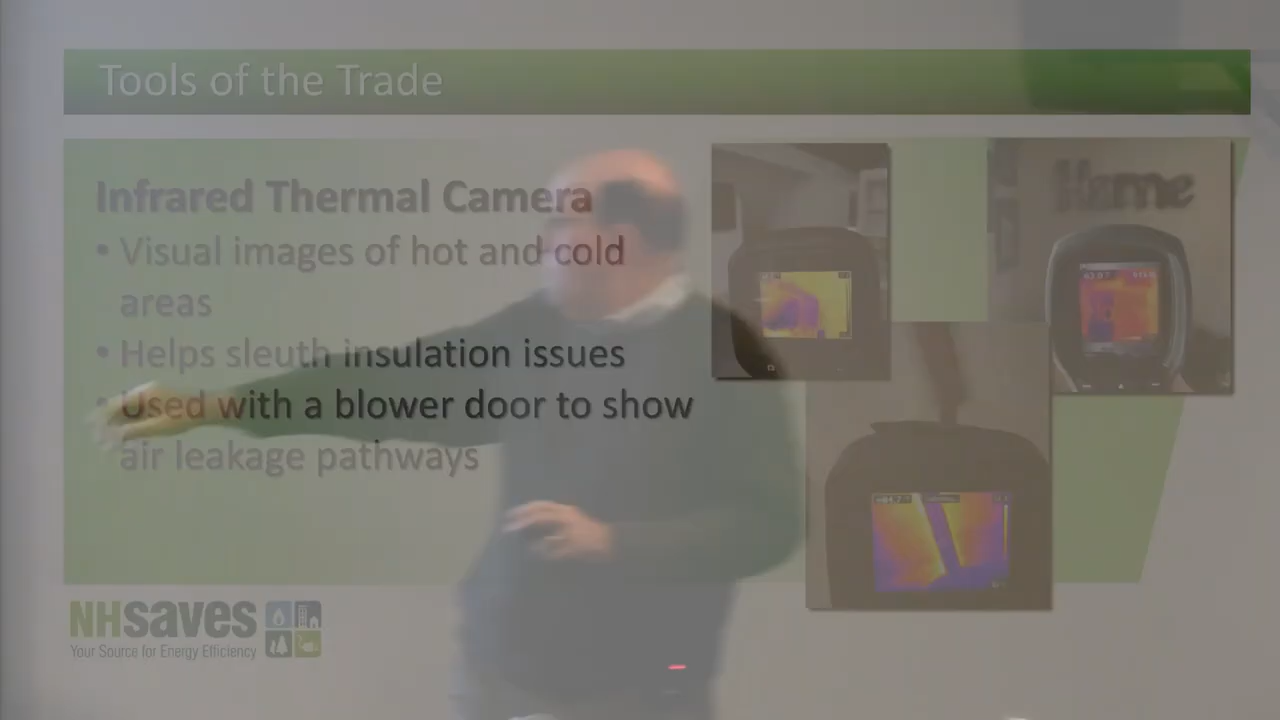 Tools of the Trade
Infrared Thermal Camera
• Visual images of hot and cold
areas
• Helps sleuth insulation issues
• Used with a blower door to show
air leakage pathways
Home
NHsaves
Your Source for Energy Efficiency